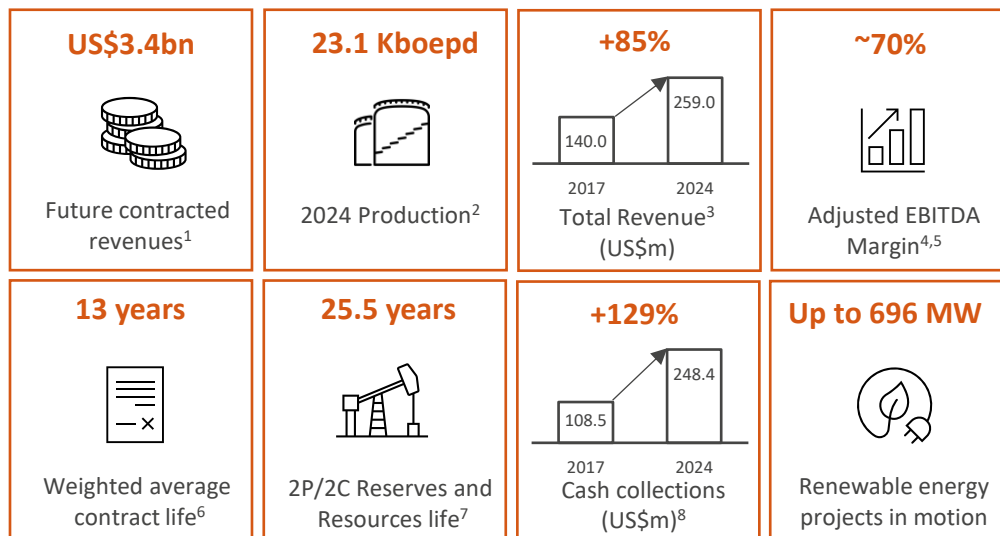 US$3.4bn
Future contracted
revenues1
23.1 Kboepd
2024 Production2
+85%
140.0
259.0
2017 2024
Total Revenue3
(US$m)
~70%
Adjusted EBITDA
Margin4,5
13 years
Weighted average
contract life6
25.5 years
2P/2C Reserves and
Resources life7
+129%
108.5
248.4
2017 2024
Cash collections
(US$m)8
Up to 696 MW
Renewable energy
projects in motion